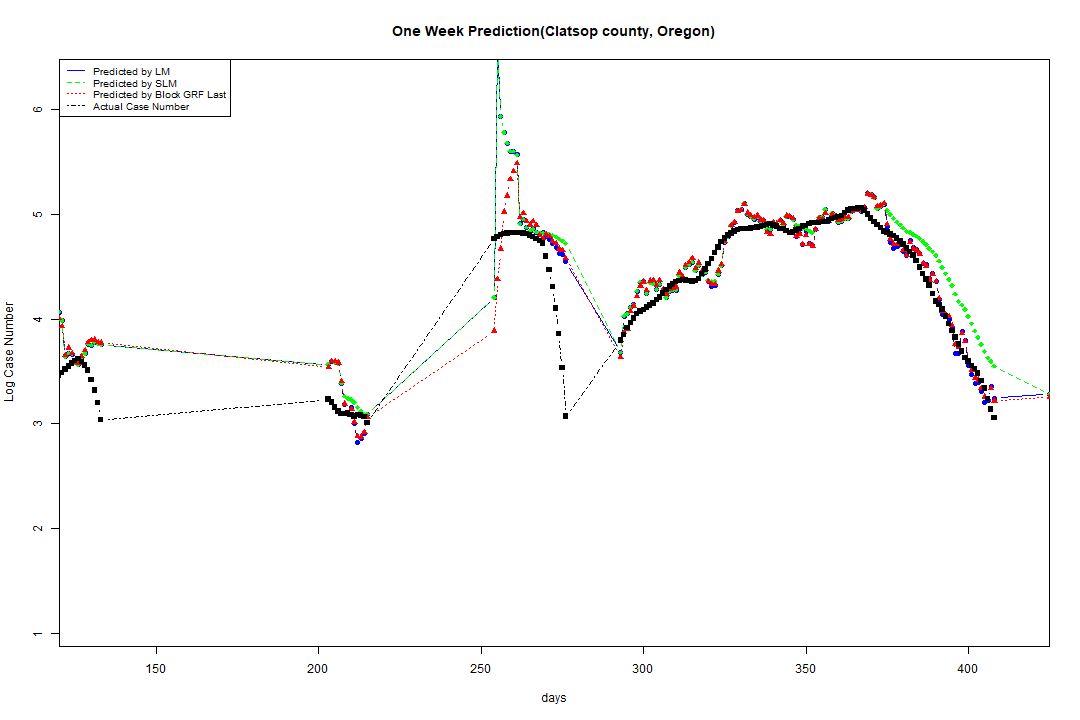 One Week Prediction(Clatsop county, Oregon)
Predicted by LM
Predicted by SLM
Predicted by Block GRF Last
Actual Case Number
6
5
4
3
2
1
Log Case Number
150 200 250 300 350 400
days